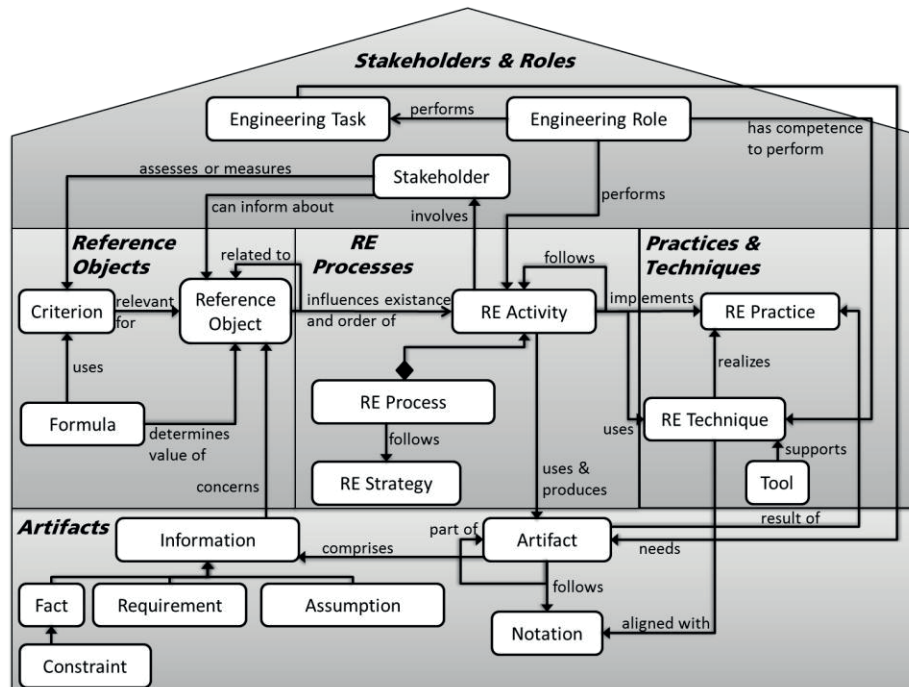 Stakeholders & Roles
Engineering Task
performs
Engineering Role
has competence
to perform
assesses or measures
Stakeholder
can inform about
involves
performs
Reference
Objects
related to
RE
Processes
follows
Practices &
Techniques
Criterion
relevant
for
Reference
Object
influences existance
and order of
RE Activity
implements
RE Practice
uses
realizes
Formula
determines
value of
RE Process
follows
uses
RE Technique
supports
concerns
RE Strategy
uses &
produces
Tool
Artifacts
Information
comprises
part of
Artifact
result of
needs
follows
Fact
Requirement
Assumption
Notation
aligned with
Constraint